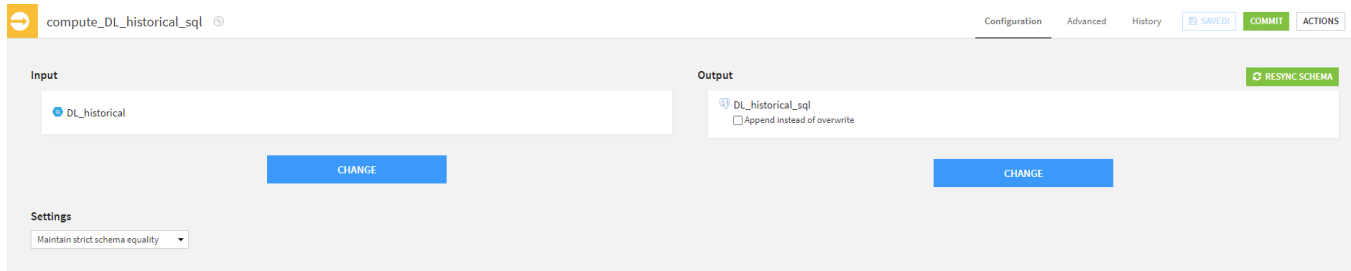 compute_DL_historical_sql
Configuration Advanced History SAVED! COMMIT ACTIONS
Input
DL_historical
CHANGE
Settings
Maintain strict schema equality
Output
RESYNC SCHEMA
DL_historical_sql
Append instead of overwrite
CHANGE